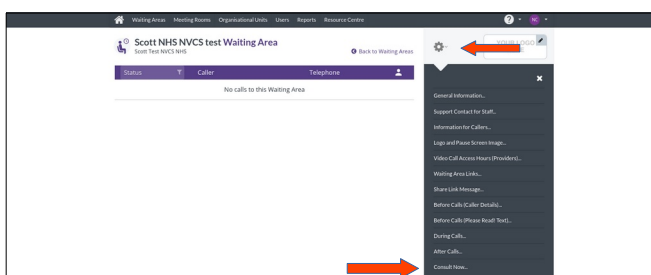 Waiting Areas Meeting Rooms Organisational Units Users Reports Resource Centre ? NC
Scott NHS NVCS test Waiting Area
Scott Test NVCS NHS
Back to Waiting Areas
YOUR LOGO
Status Caller Telephone
No calls to this Waiting Area
General Information...
Support Contact for Staff...
Information for Callers...
Logo and Pause Screen Image...
Video Call Access Hours (Providers)...
Waiting Area Links...
Share Link Message...
Before Calls (Caller Details)...
Before Calls (Please Read! Text)...
During Calls...
After Calls...
Consult Now...